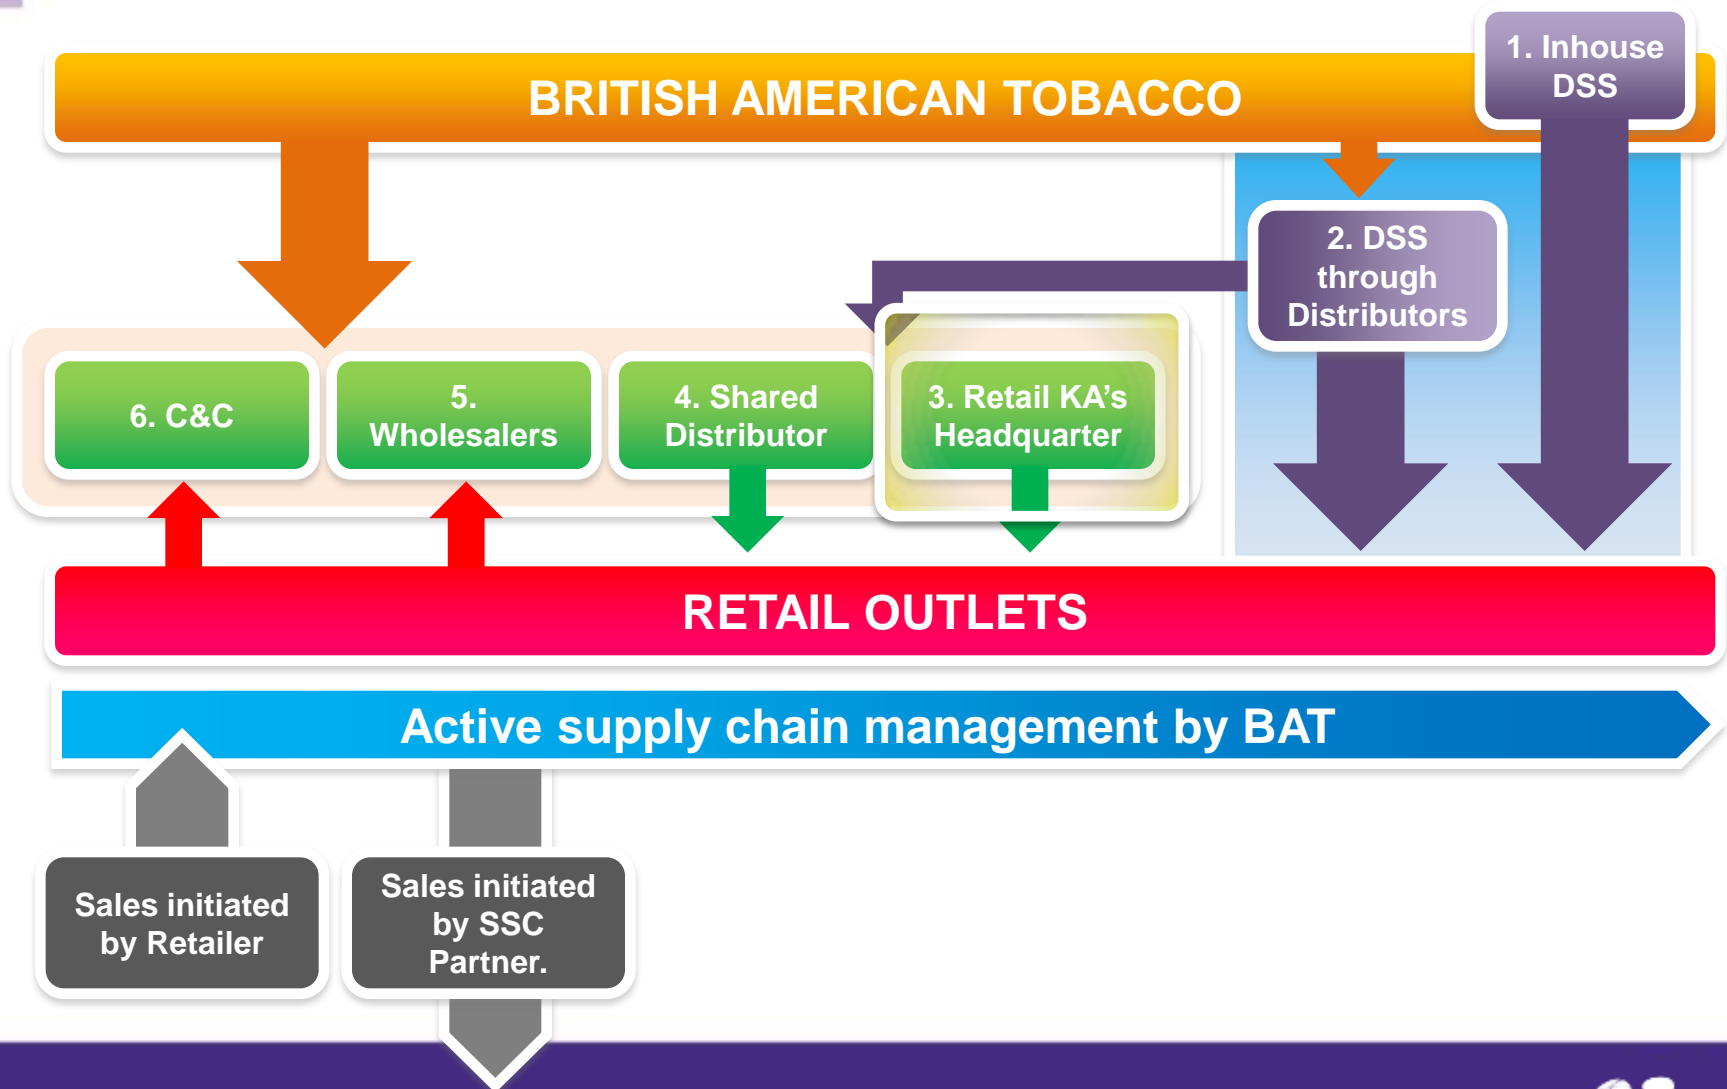 1. Inhouse
DSS
BRITISH AMERICAN TOBACCO
2. DSS
through
Distributors
6. C&C
5.
Wholesalers
4. Shared
Distributor
3. Retail KA’s
Headquarter
RETAIL OUTLETS
Active supply chain management by BAT
Sales initiated
by Retailer
Sales initiated
by SSC
Partner.